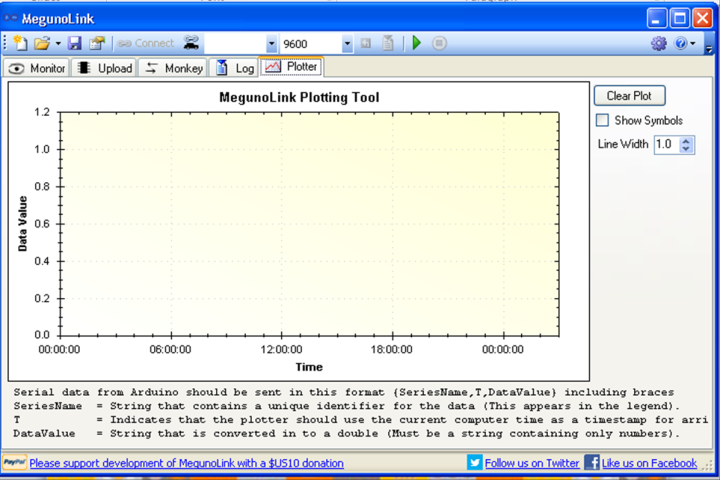 MegunoLink
Connect
9600
Monitor Upload Monkey Log Plotter
MegunoLink Plotting Tool
Clear Plot
Show Symbols
Line Width 1.0
Data Value
1.2
1.0
0.8
0.6
0.4
0.2
0.0
00:00:00 06:00:00 12:00:00 18:00:00 00:00:00
Time
Serial data from Arduino should be sent in this format {SeriesName,T,DataValue} including braces
SeriesName = String that contains a unique identifier for the data (This appears in the legend).
T = Indicates that the plotter should use the current computer time as a timestamp for arri
DataValue = String that is converted in to a double (Must be a string containing only numbers).
PayPal Please support development of MegunoLink with a $US10 donation
Follow us on Twitter Like us on Facebook